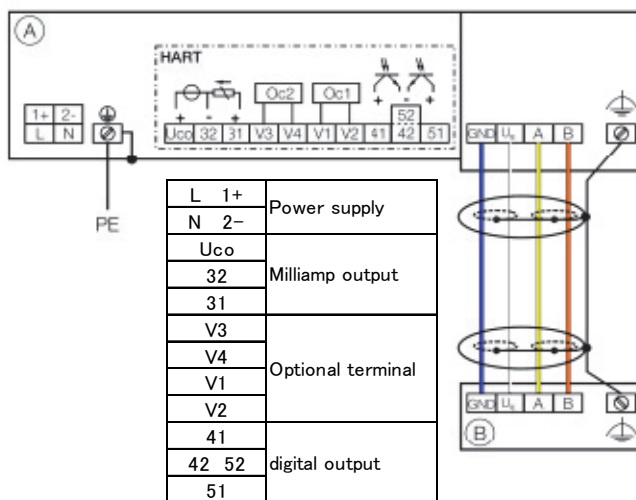 A
HART
Oc2 Oc1
+ - + + - +
1+ 2-
L N
52
Uco 32 31 V3 V4 V1 V2 41 42 51
GND Us A B
PE
L 1+ Power supply
N 2-
Uco
32 Milliamp output
31
V3
V4
V1
V2
Optional terminal
41
42 52 digital output
51
GND Us A B
B